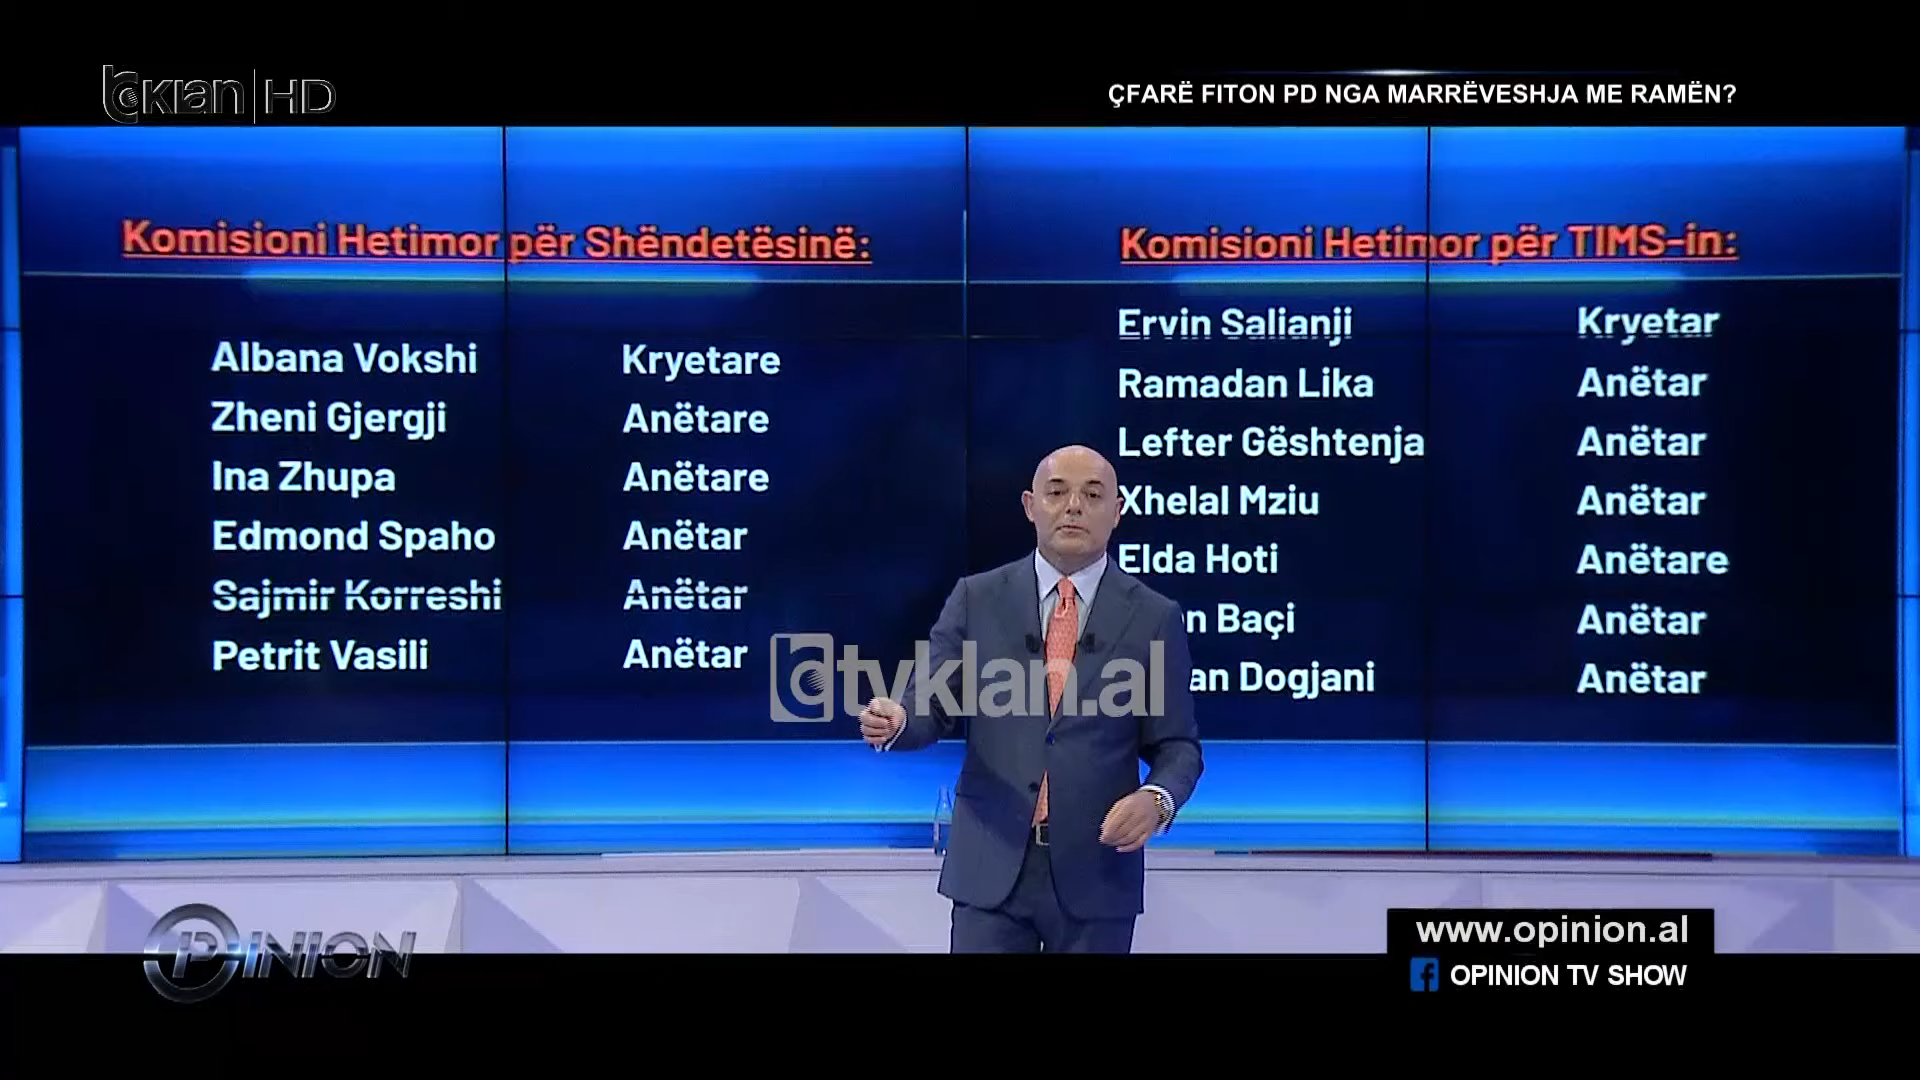 tv klan HD
ÇFARË FITON PD NGA MARRËVESHJA ME RAMËN?
Komisioni Hetimor për Shëndetësinë:
Albana Vokshi Kryetare
Zheni Gjergji Anëtare
Ina Zhupa Anëtare
Edmond Spaho Anëtar
Sajmir Korreshi Anëtar
Petrit Vasili Anëtar
Komisioni Hetimor për TIMS-in:
Ervin Salianji Kryetar
Ramadan Lika Anëtar
Lefter Gështenja Anëtar
Xhelal Mziu Anëtar
Elda Hoti Anëtare
Baçi Anëtar
Dogjani Anëtar
tvklan.al
OPINION
www.opinion.al
OPINION TV SHOW